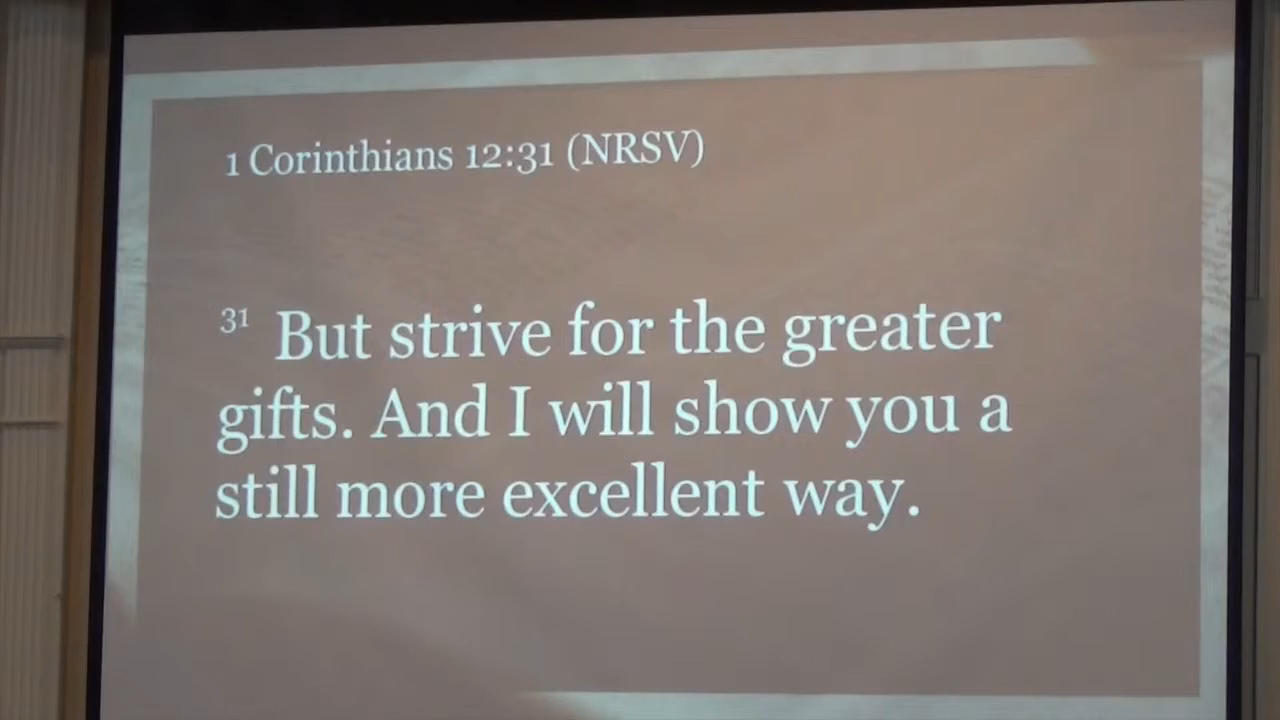 1 Corinthians 12:31 (NRSV)
31 But strive for the greater
gifts. And I will show you a
still more excellent way.